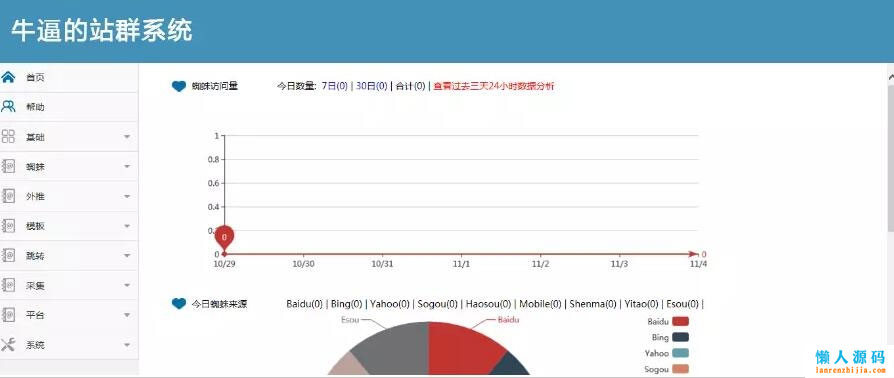 牛逼的站群系统
首页
帮助
基础
蜘蛛
外推
模板
跳转
采集
平台
系统
蜘蛛访问量 今日数量: 7日(0) | 30日(0) | 合计(0) | 查看过去三天24小时数据分析
1
0.8
0.6
0.4
0.2
0
0
0
10/29 10/30 10/31 11/1 11/2 11/3 11/4
今日蜘蛛来源 Baidu(0) | Bing(0) | Yahoo(0) | Sogou(0) | Haosou(0) | Mobile(0) | Shenma(0) | Yitao(0) | Esou(0) |
Esou
Baidu
Baidu
Bing
Yahoo
Sogou
懒人源码
lanrenzhijia.com